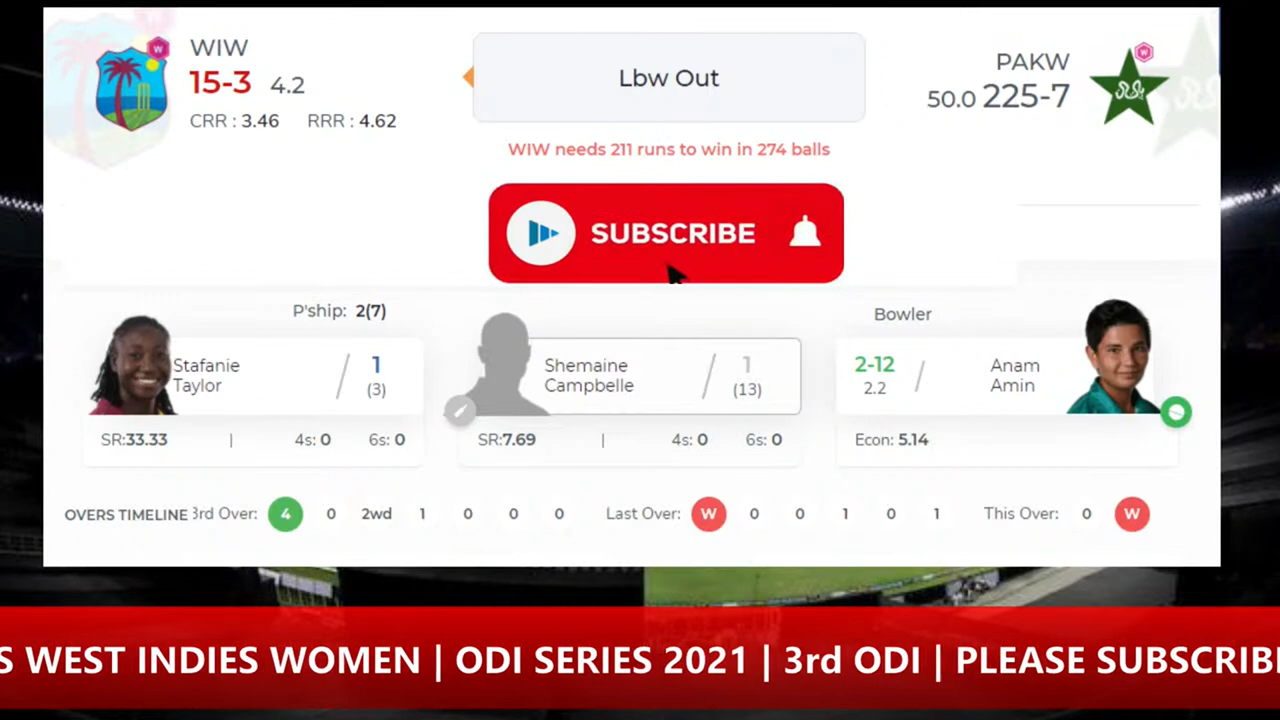 WIW
15-3 4.2
CRR : 3.46 RRR : 4.62
Lbw Out
WIW needs 211 runs to win in 274 balls
PAKW
50.0 225-7
W
W
SUBSCRIBE
P'ship: 2(7)
Stafanie Taylor / 1 (3)
SR:33.33 | 4s: 0 6s: 0
Shemaine Campbelle / 1 (13)
SR:7.69 | 4s: 0 6s: 0
Bowler
2-12 2.2 / Anam Amin
Econ: 5.14
OVERS TIMELINE 3rd Over: 4 0 2wd 1 0 0 0 Last Over: W 0 0 1 0 1 This Over: 0 W
S WEST INDIES WOMEN | ODI SERIES 2021 | 3rd ODI | PLEASE SUBSCRIB